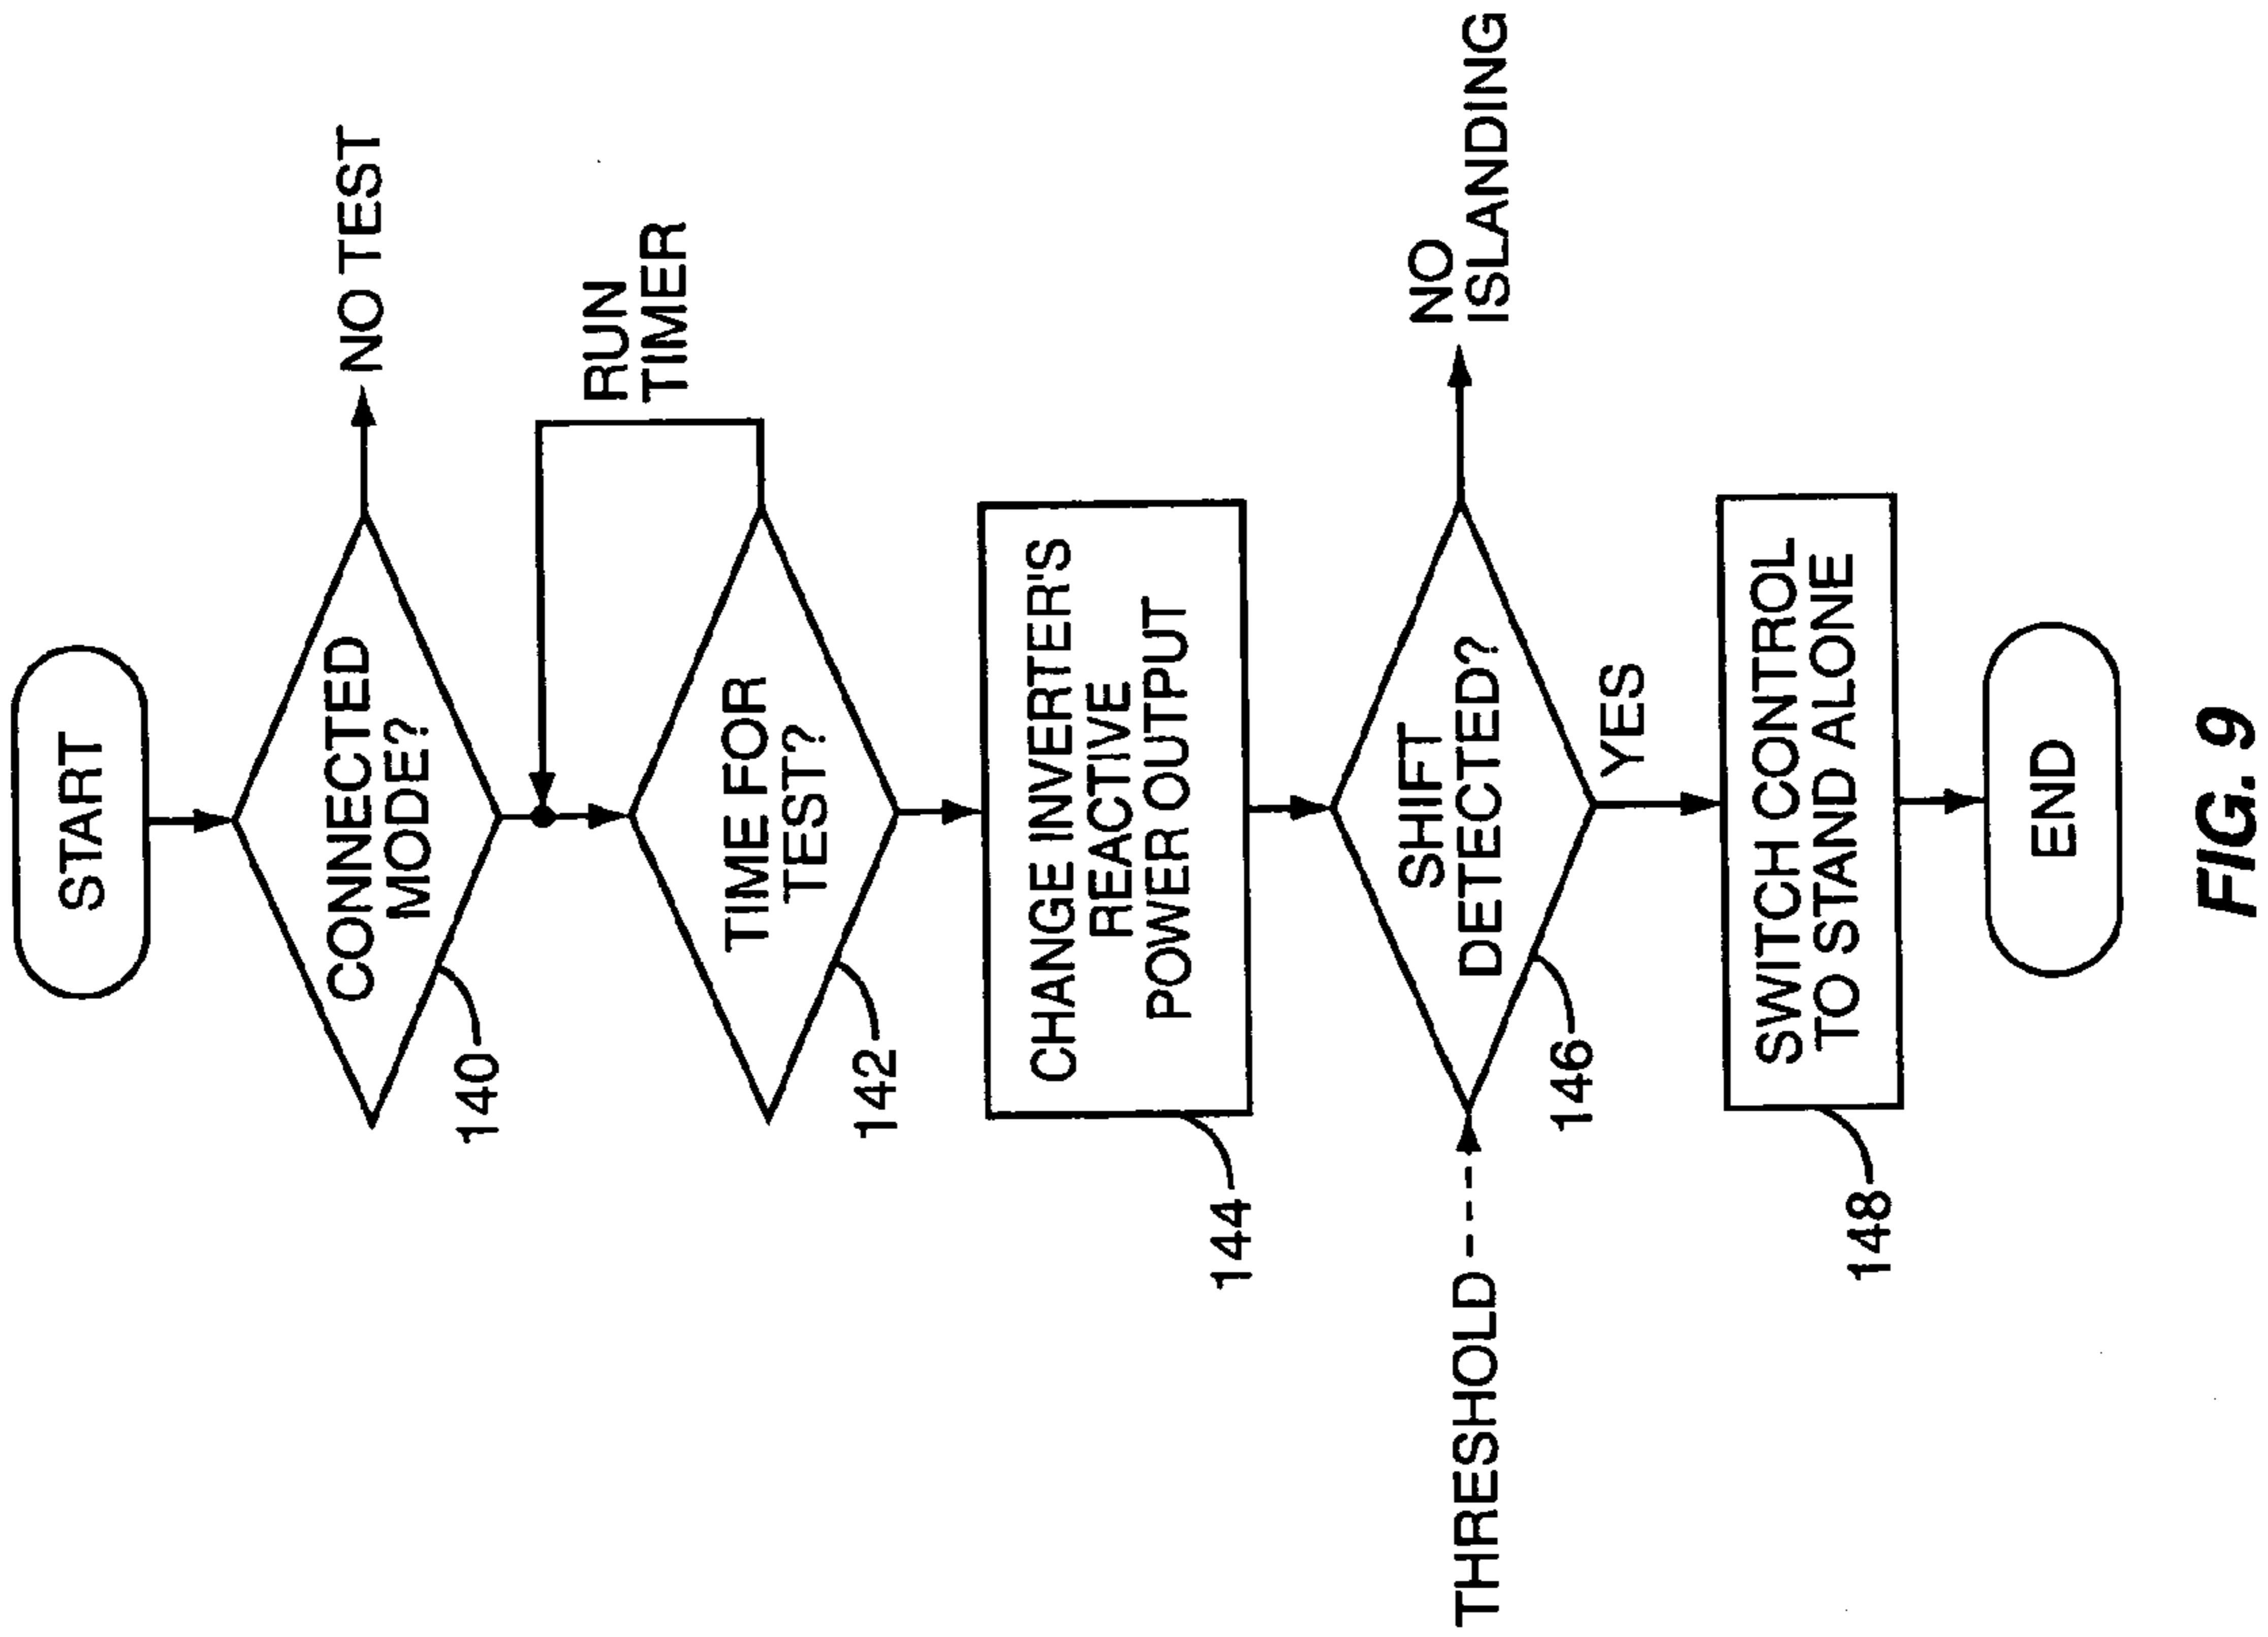 START
CONNECTED
MODE?
NO TEST
140
RUN
TIMER
TIME FOR
TEST?
142
CHANGE INVERTER'S
REACTIVE
POWER OUTPUT
144
THRESHOLD
SHIFT
DETECTED?
NO
ISLANDING
146
YES
SWITCH CONTROL
TO STAND ALONE
148
END
FIG. 9